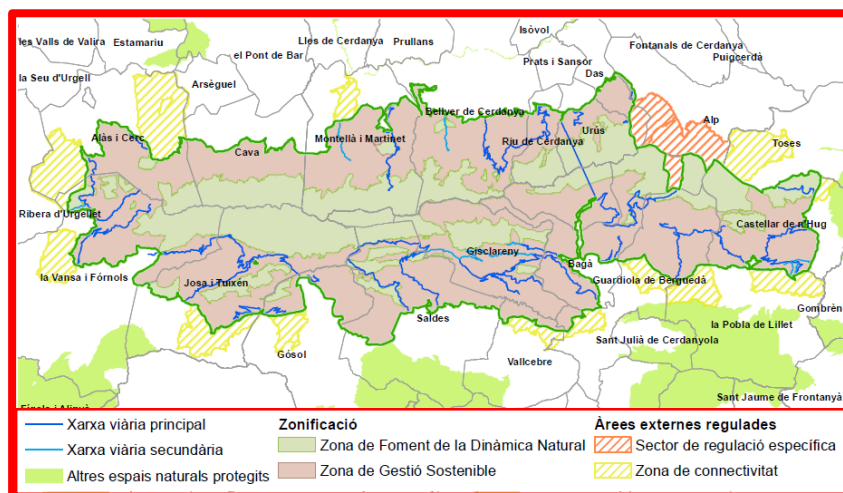 Isòvol
les Valls de Valira Estamariu Lles de Cerdanya Prullans Fontanals de Cerdanya
el Pont de Bar Puigcerdà
Prats i Sansor
la Seu d'Urgell Arsèguel Das
Bellver de Cerdanya Alp
Alàs i Cerc Montellà i Martinet Riu de Cerdanya Urús Toses
Cava
Ribera d'Urgellet Castellar de n'Hug
Gisclareny
Bagà
la Vansa i Fórnols Josa i Tuixén Guardiola de Berguedà
Gombrèn
Saldes la Pobla de Lillet
Sant Julià de Cerdanyola
Gósol Vallcebre
Sant Jaume de Frontanyà
Xarxa viària principal Zonificació Àrees externes regulades
Xarxa viària secundària Zona de Foment de la Dinàmica Natural Sector de regulació específica
Altres espais naturals protegits Zona de Gestió Sostenible Zona de connectivitat